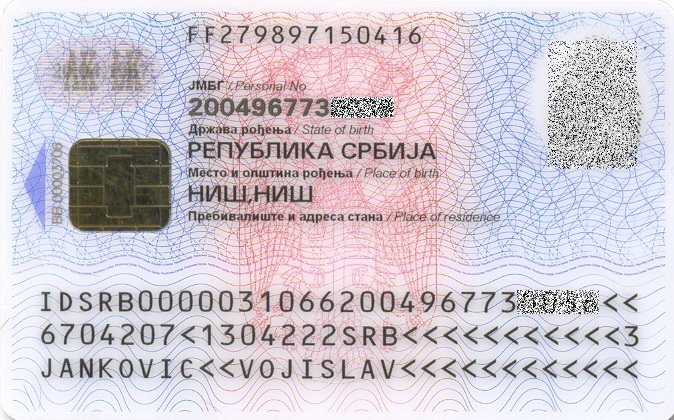 FF279897150416
ЈМБГ / Personal No
200496773
Држава рођења / State of birth
РЕПУБЛИКА СРБИЈА
Место и општина рођења / Place of birth
НИШ,НИШ
Пребивалиште и адреса стана / Place of residence
IDSRB0000031066200496773 <<
6704207<1304222SRB<<<<<<<<<<<3
JANKOVIC<<VOJISLAV<<<<<<<<<<<<